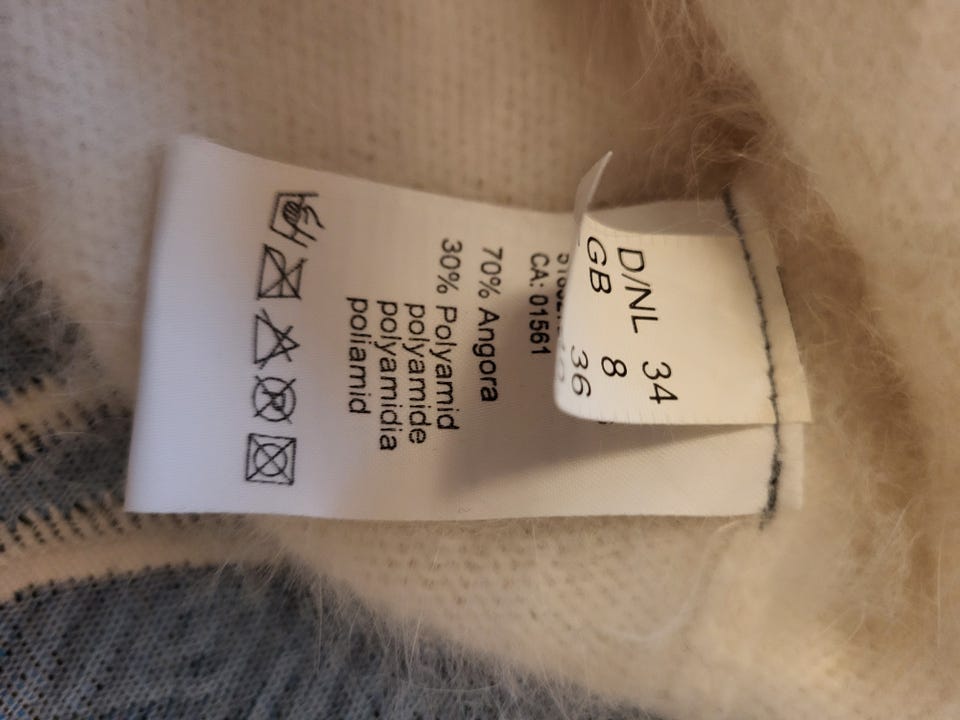 D/NL 34
GB 8
36
CA: 01561
70% Angora
30% Polyamid
polyamide
polyamidia
poliamid